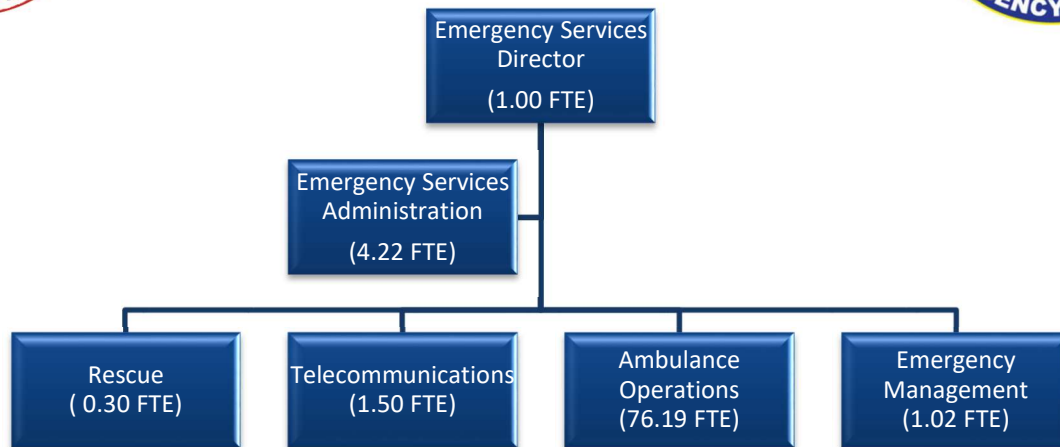 ENCY
Emergency Services
Director
(1.00 FTE)
Emergency Services
Administration
(4.22 FTE)
Rescue
( 0.30 FTE)
Telecommunications
(1.50 FTE)
Ambulance
Operations
(76.19 FTE)
Emergency
Management
(1.02 FTE)